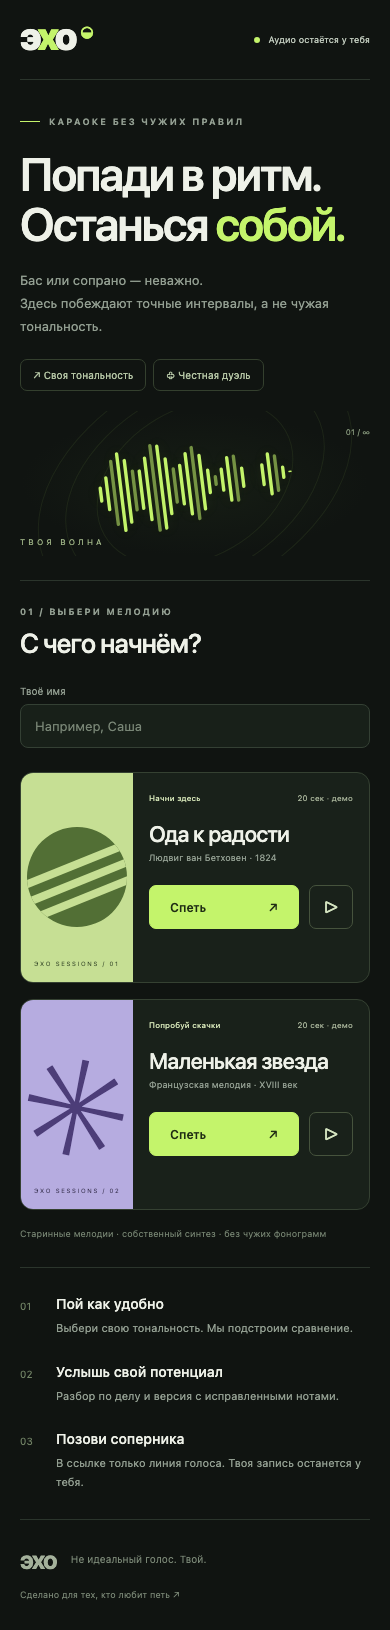 ЭХО
Аудио остаётся у тебя
КАРАОКЕ БЕЗ ЧУЖИХ ПРАВИЛ
Попади в ритм.
Останься собой.
Бас или сопрано — неважно.
Здесь побеждают точные интервалы, а не чужая
тональность.
↗ Своя тональность
Честная дуэль
01 / ∞
ТВОЯ ВОЛНА
01 / ВЫБЕРИ МЕЛОДИЮ
С чего начнём?
Твоё имя
Например, Саша
Начни здесь
20 сек · демо
Ода к радости
Людвиг ван Бетховен · 1824
Спеть ↗
ЭХО SESSIONS / 01
Попробуй скачки
20 сек · демо
Маленькая звезда
Французская мелодия · XVIII век
Спеть ↗
ЭХО SESSIONS / 02
Старинные мелодии · собственный синтез · без чужих фонограмм
01 Пой как удобно
Выбери свою тональность. Мы подстроим сравнение.
02 Услышь свой потенциал
Разбор по делу и версия с исправленными нотами.
03 Позови соперника
В ссылке только линия голоса. Твоя запись останется у
тебя.
ЭХО Не идеальный голос. Твой.
Сделано для тех, кто любит петь ↗